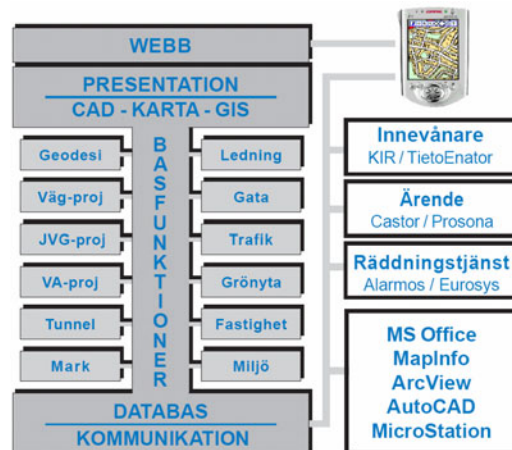 WEBB
PRESENTATION
CAD - KARTA - GIS
BASFUNKTIONER
Geodesi
Väg-proj
JVG-proj
VA-proj
Tunnel
Mark
Ledning
Gata
Trafik
Grönyta
Fastighet
Miljö
DATABAS
KOMMUNIKATION
Innevånare
KIR / TietoEnator
Ärende
Castor / Prosona
Räddningstjänst
Alarmos / Eurosys
MS Office
MapInfo
ArcView
AutoCAD
MicroStation